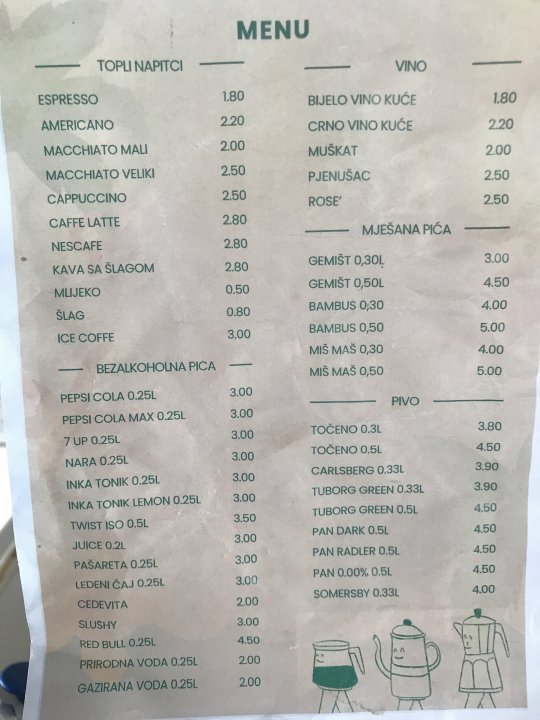 MENU
TOPLI NAPITCI
ESPRESSO 1.80
AMERICANO 2.20
MACCHIATO MALI 2.00
MACCHIATO VELIKI 2.50
CAPPUCCINO 2.50
CAFFE LATTE 2.80
NESCAFE 2.80
KAVA SA ŠLAGOM 2.80
MLIJEKO 0.50
ŠLAG 0.80
ICE COFFE 3,00
BEZALKOHOLNA PICA
PEPSI COLA 0.25L 3.00
PEPSI COLA MAX 0.25L 3.00
7 UP 0.25L 3.00
NARA 0.25L 3.00
INKA TONIK 0.25L 3.00
INKA TONIK LEMON 0.25L 3.00
TWIST ISO 0.5L 3.50
JUICE 0.2L 3.00
PAŠARETA 0.25L 3.00
LEDENI ČAJ 0.25L 3.00
CEDEVITA 2.00
SLUSHY 3.00
RED BULL 0.25L 4.50
PRIRODNA VODA 0.25L 2.00
GAZIRANA VODA 0.25L 2.00
VINO
BIJELO VINO KUĆE 1.80
CRNO VINO KUĆE 2.20
MUŠKAT 2.00
PJENUŠAC 2.50
ROSE’ 2.50
MJEŠANA PIĆA
GEMIŠT 0,30L 3.00
GEMIŠT 0,50L 4.50
BAMBUS 0,30 4.00
BAMBUS 0,50 5.00
MIŠ MAŠ 0,30 4.00
MIŠ MAŠ 0,50 5.00
PIVO
TOČENO 0.3L 3.80
TOČENO 0.5L 4.50
CARLSBERG 0.33L 3.90
TUBORG GREEN 0.33L 3.90
TUBORG GREEN 0.5L 4.50
PAN DARK 0.5L 4.50
PAN RADLER 0.5L 4.50
PAN 0.00% 0.5L 4.50
SOMERSBY 0.33L 4.00